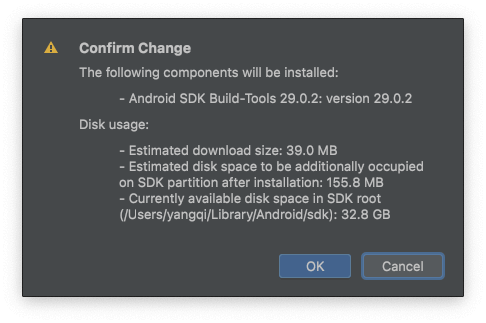 Confirm Change
The following components will be installed:
- Android SDK Build-Tools 29.0.2: version 29.0.2
Disk usage:
- Estimated download size: 39.0 MB
- Estimated disk space to be additionally occupied
on SDK partition after installation: 155.8 MB
- Currently available disk space in SDK root
(/Users/yangqi/Library/Android/sdk): 32.8 GB
OK
Cancel